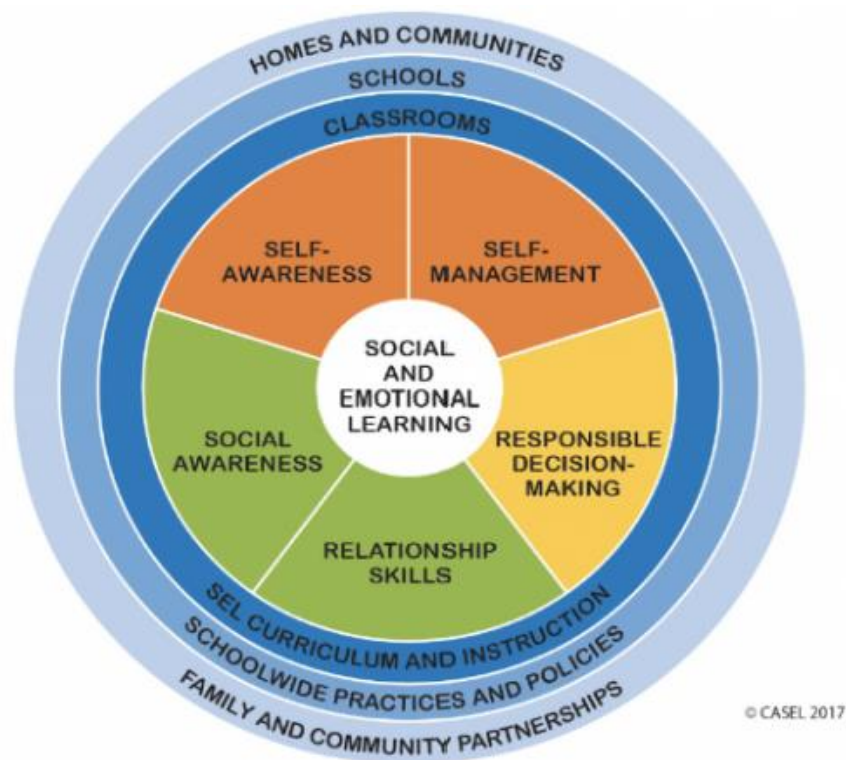 HOMES AND COMMUNITIES
SCHOOLS
CLASSROOMS
SELF-
AWARENESS
SELF-
MANAGEMENT
SOCIAL
AND
EMOTIONAL
LEARNING
SOCIAL
AWARENESS
RESPONSIBLE
DECISION-
MAKING
RELATIONSHIP
SKILLS
SEL CURRICULUM AND INSTRUCTION
SCHOOLWIDE PRACTICES AND POLICIES
FAMILY AND COMMUNITY PARTNERSHIPS
© CASEL 2017